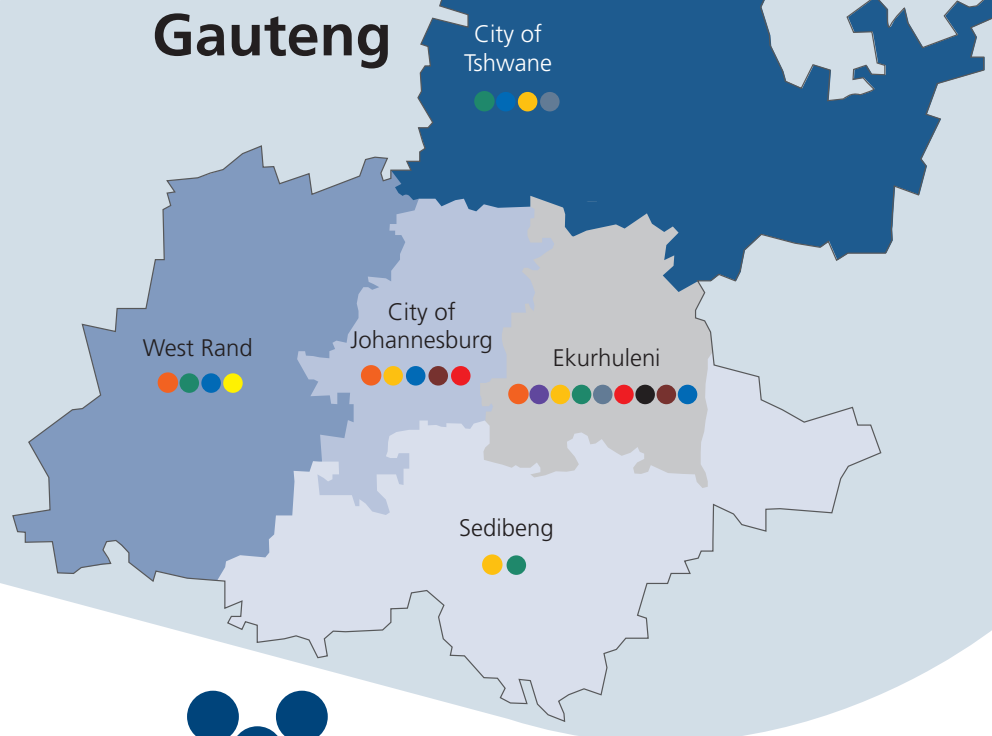 Gauteng
City of
Tshwane
City of
Johannesburg
West Rand
Ekurhuleni
Sedibeng